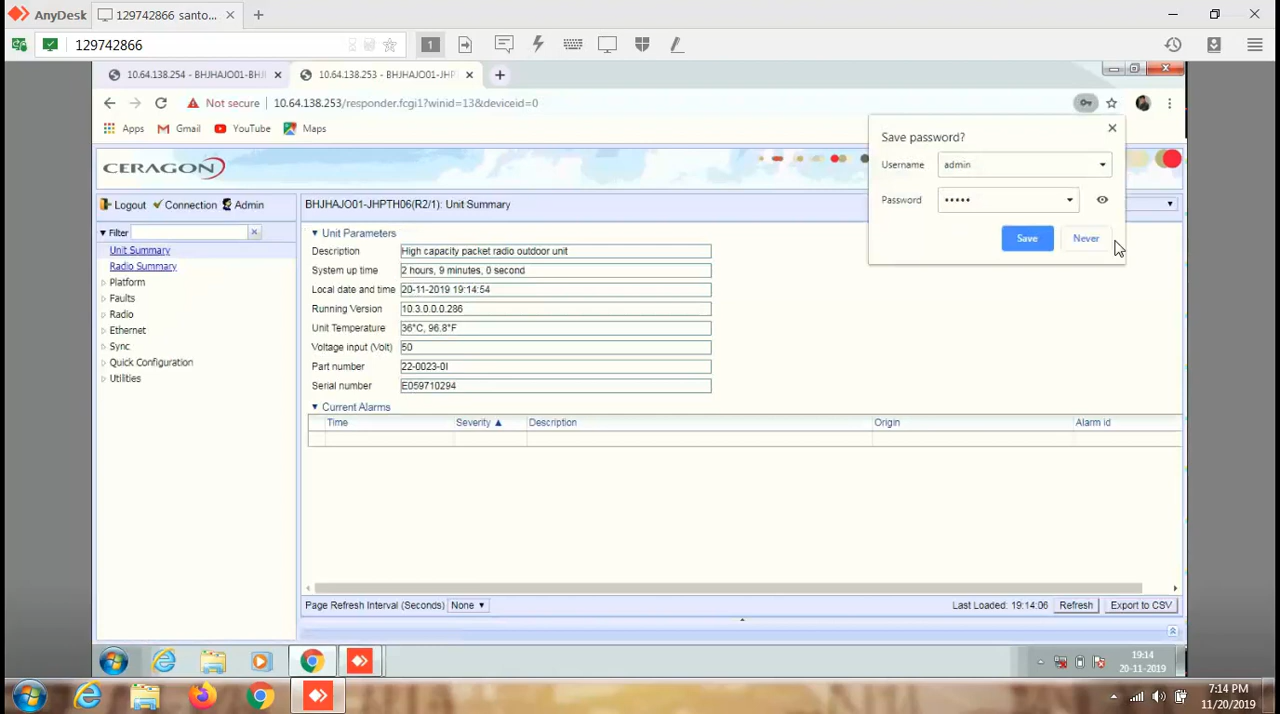 AnyDesk
129742866 santo...
129742866
1
10.64.138.254 - BHJHAJO01-BH
10.64.138.253 - BHJHAJO01-JHP
Not secure
10.64.138.253/responder.fcgi1?winid=13&deviceid=0
Apps
Gmail
YouTube
Maps
Save password?
Username
admin
Password
•••••
Save
Never
CERAGON
Logout
Connection
Admin
BHJHAJO01-JHPTH06(R2/1): Unit Summary
Filter
Unit Summary
Radio Summary
Platform
Faults
Radio
Ethernet
Sync
Quick Configuration
Utilities
Unit Parameters
Description
High capacity packet radio outdoor unit
System up time
2 hours, 9 minutes, 0 second
Local date and time
20-11-2019 19:14:54
Running Version
10.3.0.0.0.286
Unit Temperature
36°C, 96.8°F
Voltage input (Volt)
50
Part number
22-0023-0I
Serial number
E059710294
Current Alarms
Time
Severity ▲
Description
Origin
Alarm id
Page Refresh Interval (Seconds)
None
Last Loaded: 19:14:06
Refresh
Export to CSV
19:14
20-11-2019
7:14 PM
11/20/2019